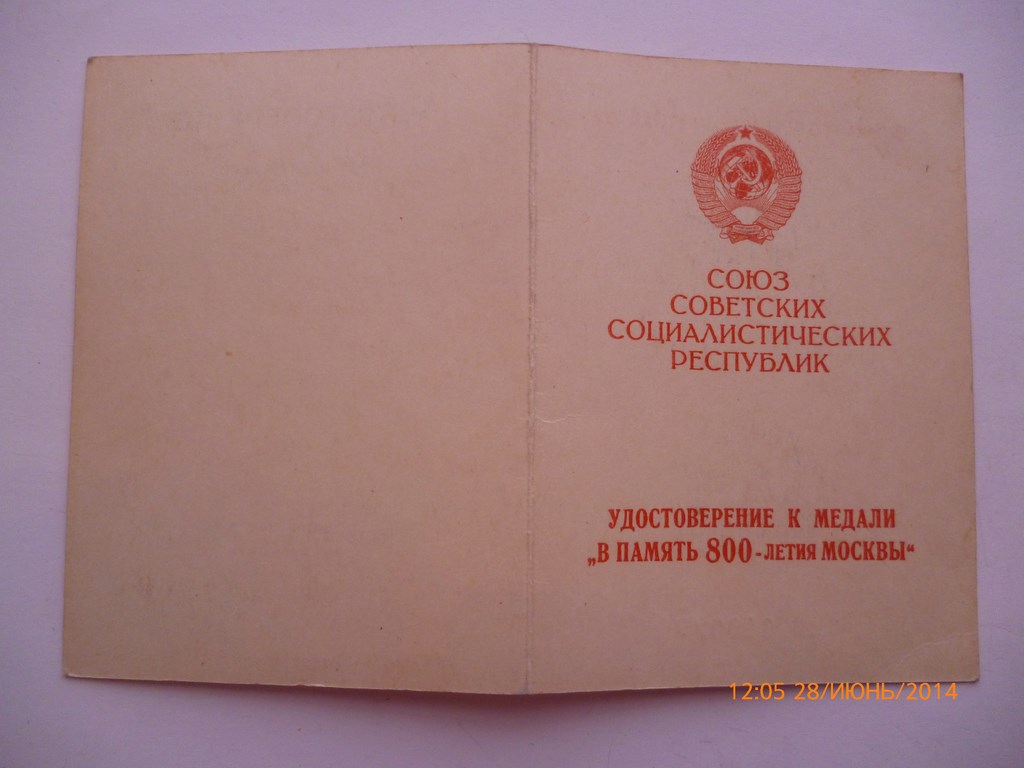 СОЮЗ
СОВЕТСКИХ
СОЦИАЛИСТИЧЕСКИХ
РЕСПУБЛИК
УДОСТОВЕРЕНИЕ К МЕДАЛИ
„В ПАМЯТЬ 800-ЛЕТИЯ МОСКВЫ“
12:05 28/ИЮНЬ/2014